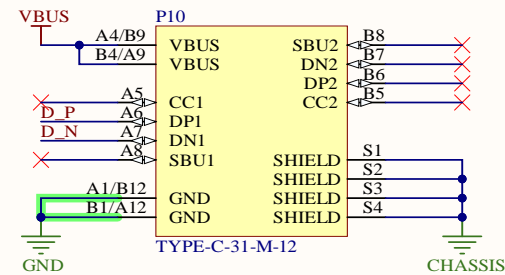 VBUS
P10
A4/B9 VBUS SBU2 B8
B4/A9 VBUS DN2 B7
DP2 B6
A5 CC1 CC2 B5
D_P A6 DP1
D_N A7 DN1
A8 SBU1 SHIELD S1
SHIELD S2
A1/B12 GND SHIELD S3
B1/A12 GND SHIELD S4
TYPE-C-31-M-12
GND CHASSIS